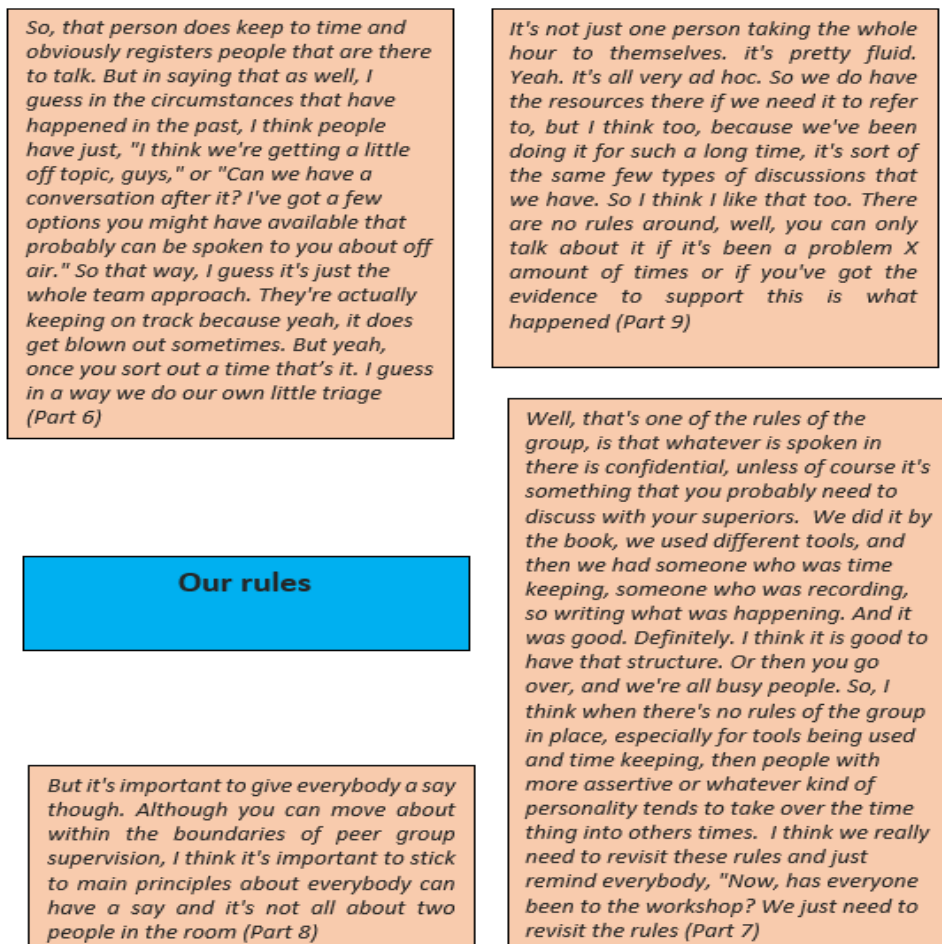 So, that person does keep to time and
obviously registers people that are there
to talk. But in saying that as well, I
guess in the circumstances that have
happened in the past, I think people
have just, "I think we're getting a little
off topic, guys," or "Can we have a
conversation after it? I've got a few
options you might have available that
probably can be spoken to you about off
air." So that way, I guess it's just the
whole team approach. They're actually
keeping on track because yeah, it does
get blown out sometimes. But yeah,
once you sort out a time that's it. I guess
in a way we do our own little triage
(Part 6)
It's not just one person taking the whole
hour to themselves. it's pretty fluid.
Yeah. It's all very ad hoc. So we do have
the resources there if we need it to refer
to, but I think too, because we've been
doing it for such a long time, it's sort of
the same few types of discussions that
we have. So I think I like that too. There
are no rules around, well, you can only
talk about it if it's been a problem X
amount of times or if you've got the
evidence to support this is what
happened (Part 9)
Our rules
Well, that's one of the rules of the
group, is that whatever is spoken in
there is confidential, unless of course it's
something that you probably need to
discuss with your superiors. We did it by
the book, we used different tools, and
then we had someone who was time
keeping, someone who was recording,
so writing what was happening. And it
was good. Definitely. I think it is good to
have that structure. Or then you go
over, and we're all busy people. So, I
think when there's no rules of the group
in place, especially for tools being used
and time keeping, then people with
more assertive or whatever kind of
personality tends to take over the time
thing into others times. I think we really
need to revisit these rules and just
remind everybody, "Now, has everyone
been to the workshop? We just need to
revisit the rules (Part 7)
But it's important to give everybody a say
though. Although you can move about
within the boundaries of peer group
supervision, I think it's important to stick
to main principles about everybody can
have a say and it's not all about two
people in the room (Part 8)